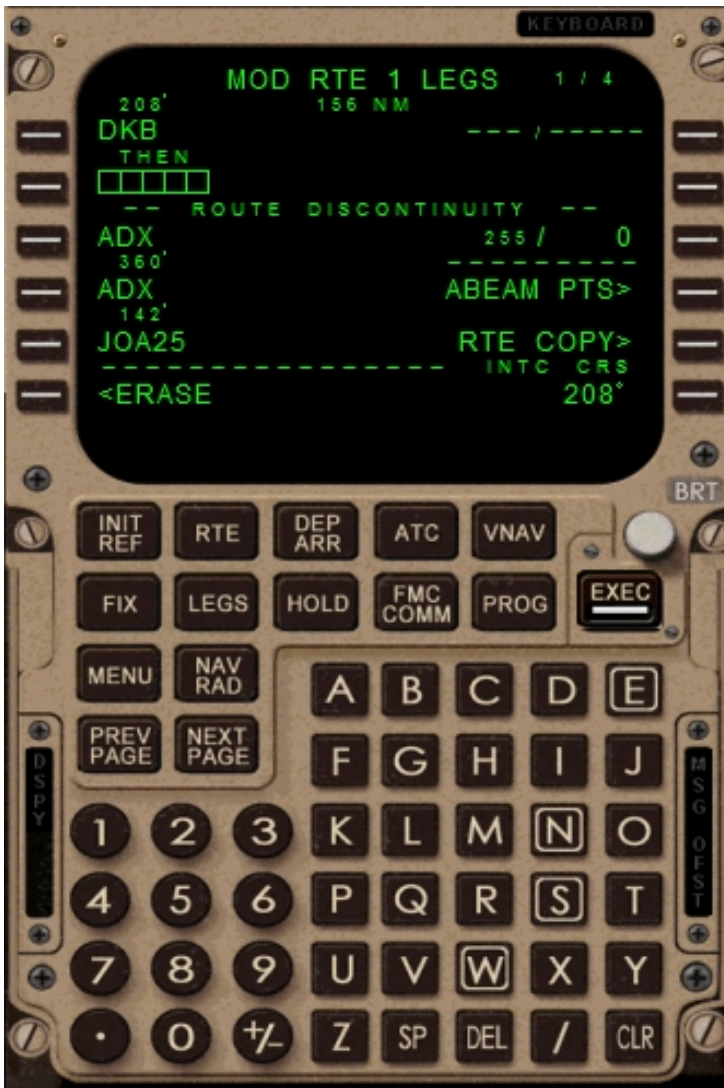 KEYBOARD
MOD RTE 1 LEGS 1 / 4
208' 156 NM
DKB --- / -----
THEN
□□□□□
-- ROUTE DISCONTINUITY --
ADX 255 / 0
360' ---------
ADX ABEAM PTS>
142'
JOA25 RTE COPY>
----------------- INTC CRS
<ERASE 208°
BRT
INIT REF RTE DEP ARR ATC VNAV
FIX LEGS HOLD FMC COMM PROG EXEC
MENU NAV RAD
PREV PAGE NEXT PAGE
A B C D E
F G H I J
1 2 3 K L M N O
4 5 6 P Q R S T
7 8 9 U V W X Y
. 0 +/- Z SP DEL / CLR
DSPY
MSG OFST